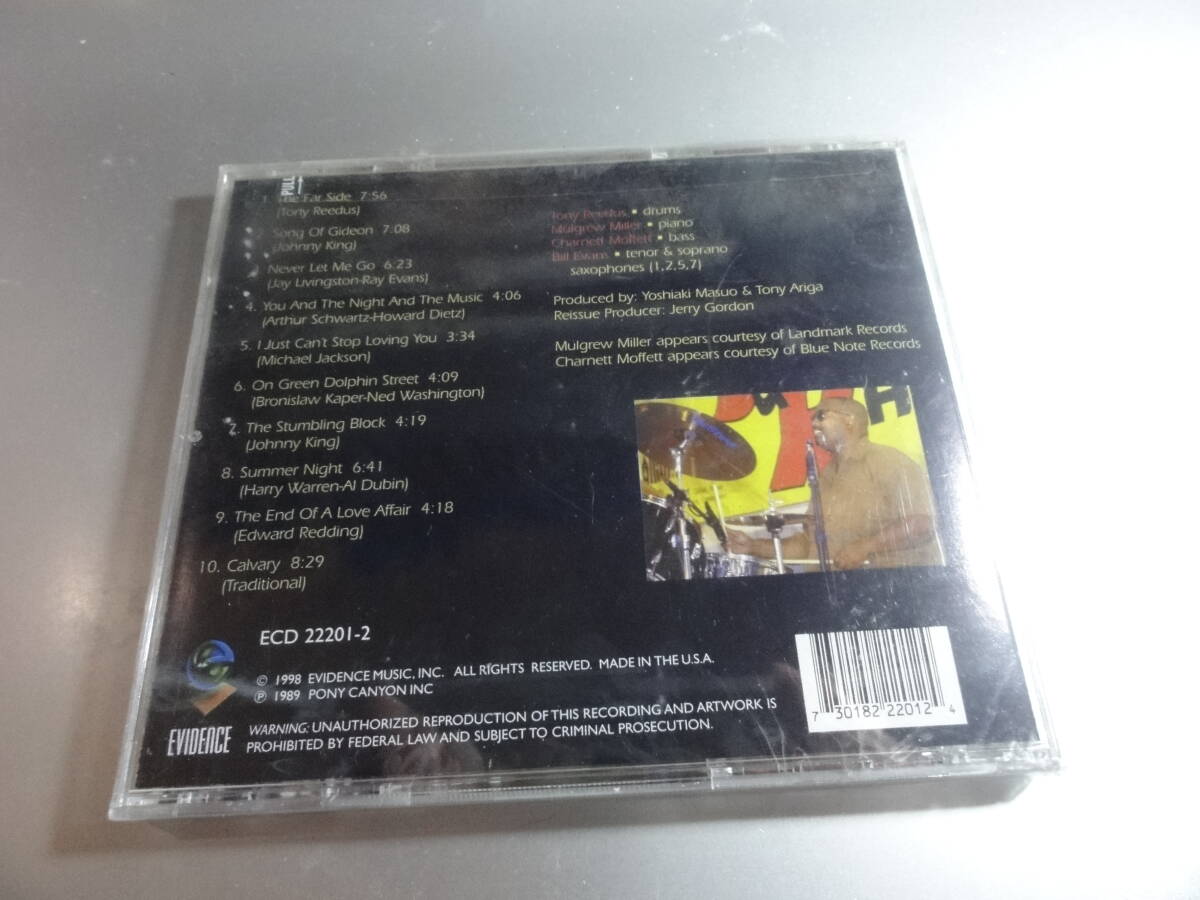 PULL
1. The Far Side 7:56
(Tony Reedus)
2. Song Of Gideon 7:08
(Johnny King)
Never Let Me Go 6:23
(Jay Livingston-Ray Evans)
4. You And The Night And The Music 4:06
(Arthur Schwartz-Howard Dietz)
5. I Just Can't Stop Loving You 3:34
(Michael Jackson)
6. On Green Dolphin Street 4:09
(Bronislaw Kaper-Ned Washington)
7. The Stumbling Block 4:19
(Johnny King)
8. Summer Night 6:41
(Harry Warren-Al Dubin)
9. The End Of A Love Affair 4:18
(Edward Redding)
10. Calvary 8:29
(Traditional)
Tony Reedus • drums
Mulgrew Miller • piano
Charnett Moffett • bass
Bill Evans • tenor & soprano
saxophones (1,2,5,7)
Produced by: Yoshiaki Masuo & Tony Ariga
Reissue Producer: Jerry Gordon
Mulgrew Miller appears courtesy of Landmark Records
Charnett Moffett appears courtesy of Blue Note Records
ECD 22201-2
© 1998 EVIDENCE MUSIC, INC. ALL RIGHTS RESERVED. MADE IN THE U.S.A.
℗ 1989 PONY CANYON INC
EVIDENCE
WARNING: UNAUTHORIZED REPRODUCTION OF THIS RECORDING AND ARTWORK IS
PROHIBITED BY FEDERAL LAW AND SUBJECT TO CRIMINAL PROSECUTION.
7 30182 22012 4